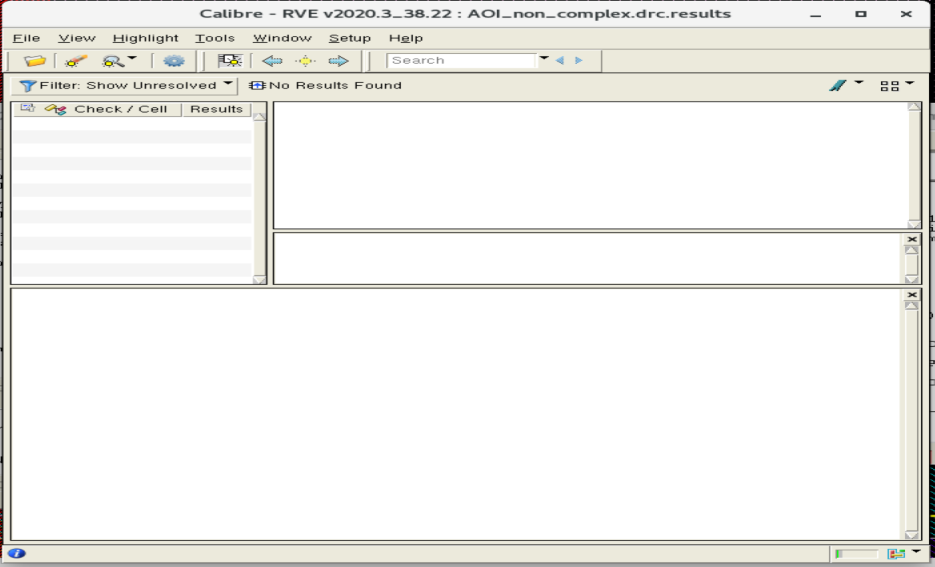 Calibre - RVE v2020.3_38.22 : AOI_non_complex.drc.results
File View Highlight Tools Window Setup Help
Search
Filter: Show Unresolved No Results Found
Check / Cell Results